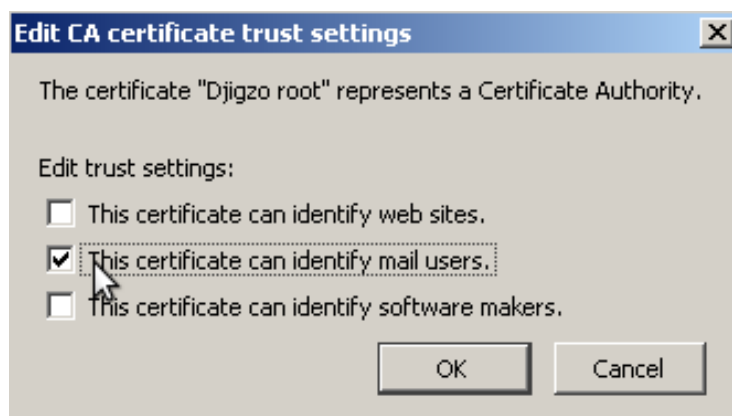 Edit CA certificate trust settings
The certificate "Djigzo root" represents a Certificate Authority.
Edit trust settings:
This certificate can identify web sites.
This certificate can identify mail users.
This certificate can identify software makers.
OK Cancel